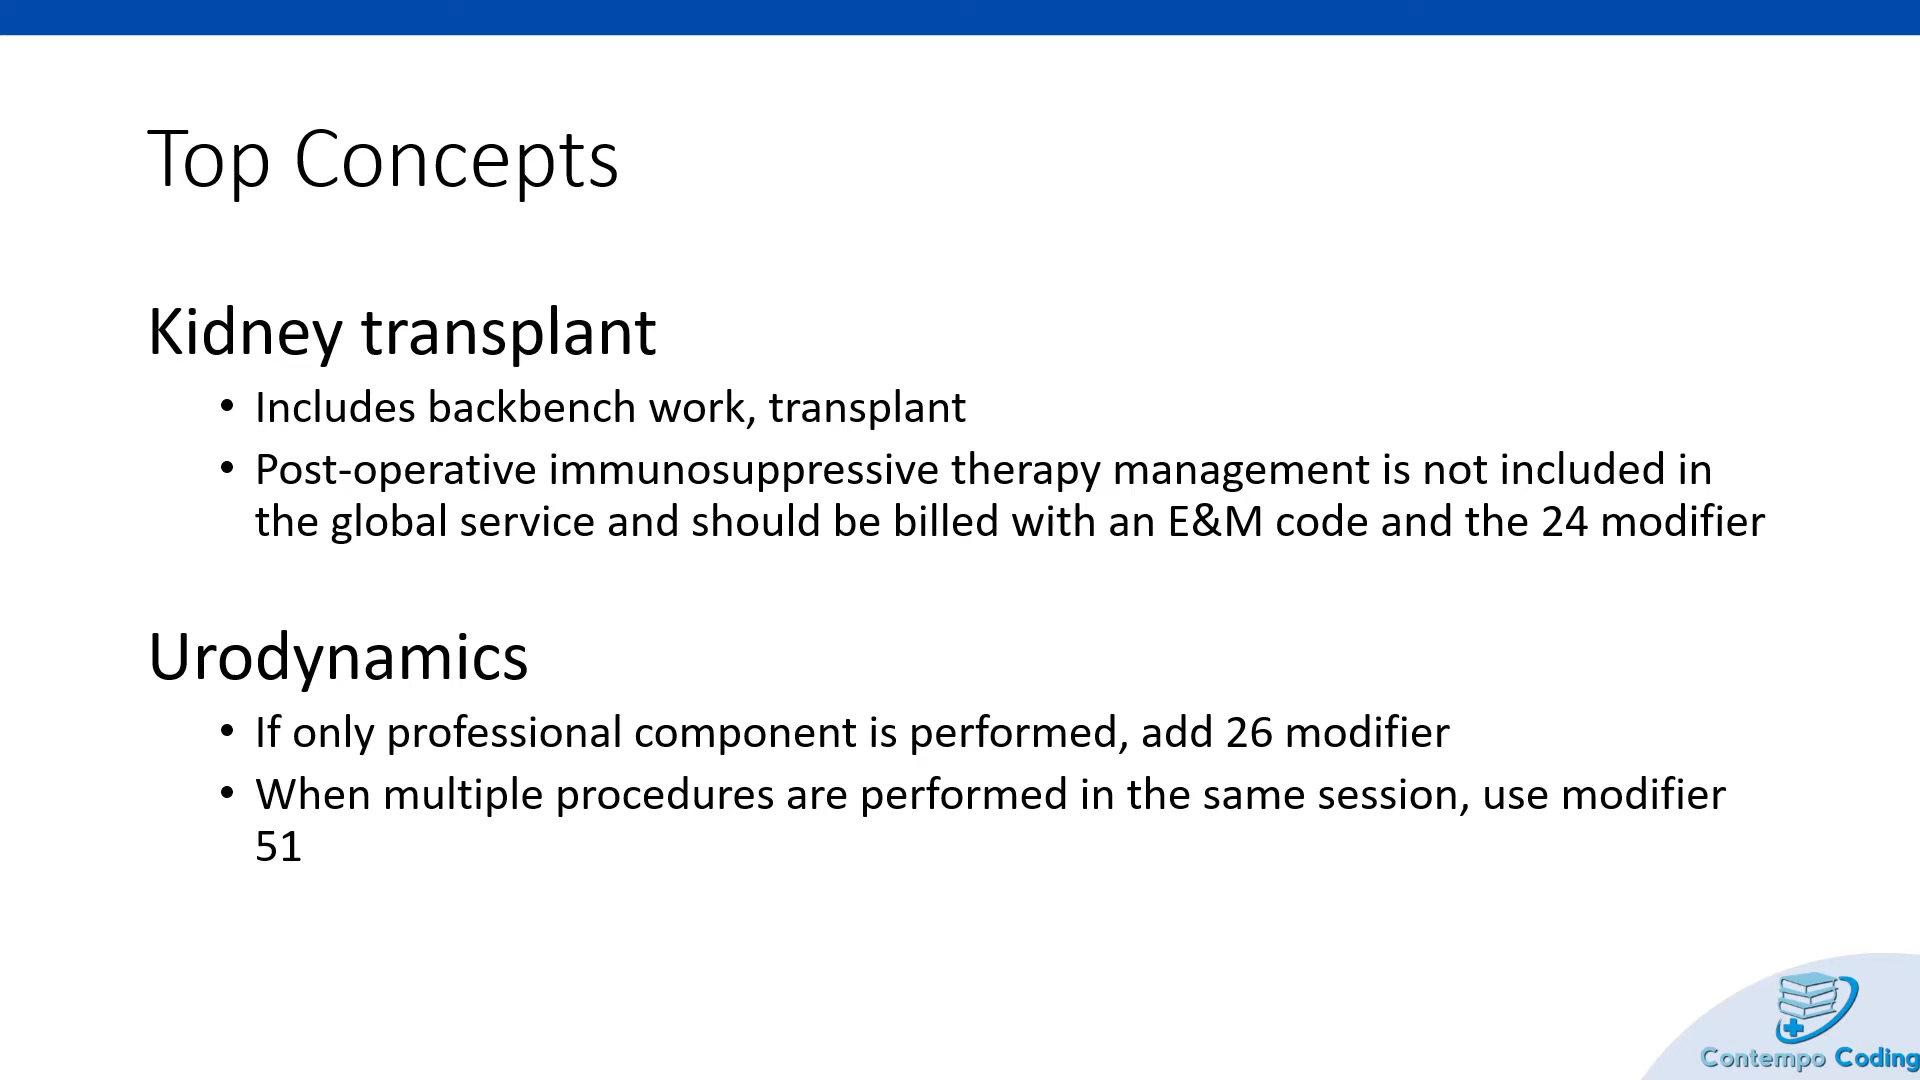 Top Concepts
Kidney transplant
• Includes backbench work, transplant
• Post-operative immunosuppressive therapy management is not included in
the global service and should be billed with an E&M code and the 24 modifier
Urodynamics
• If only professional component is performed, add 26 modifier
• When multiple procedures are performed in the same session, use modifier
51
Contempo Coding